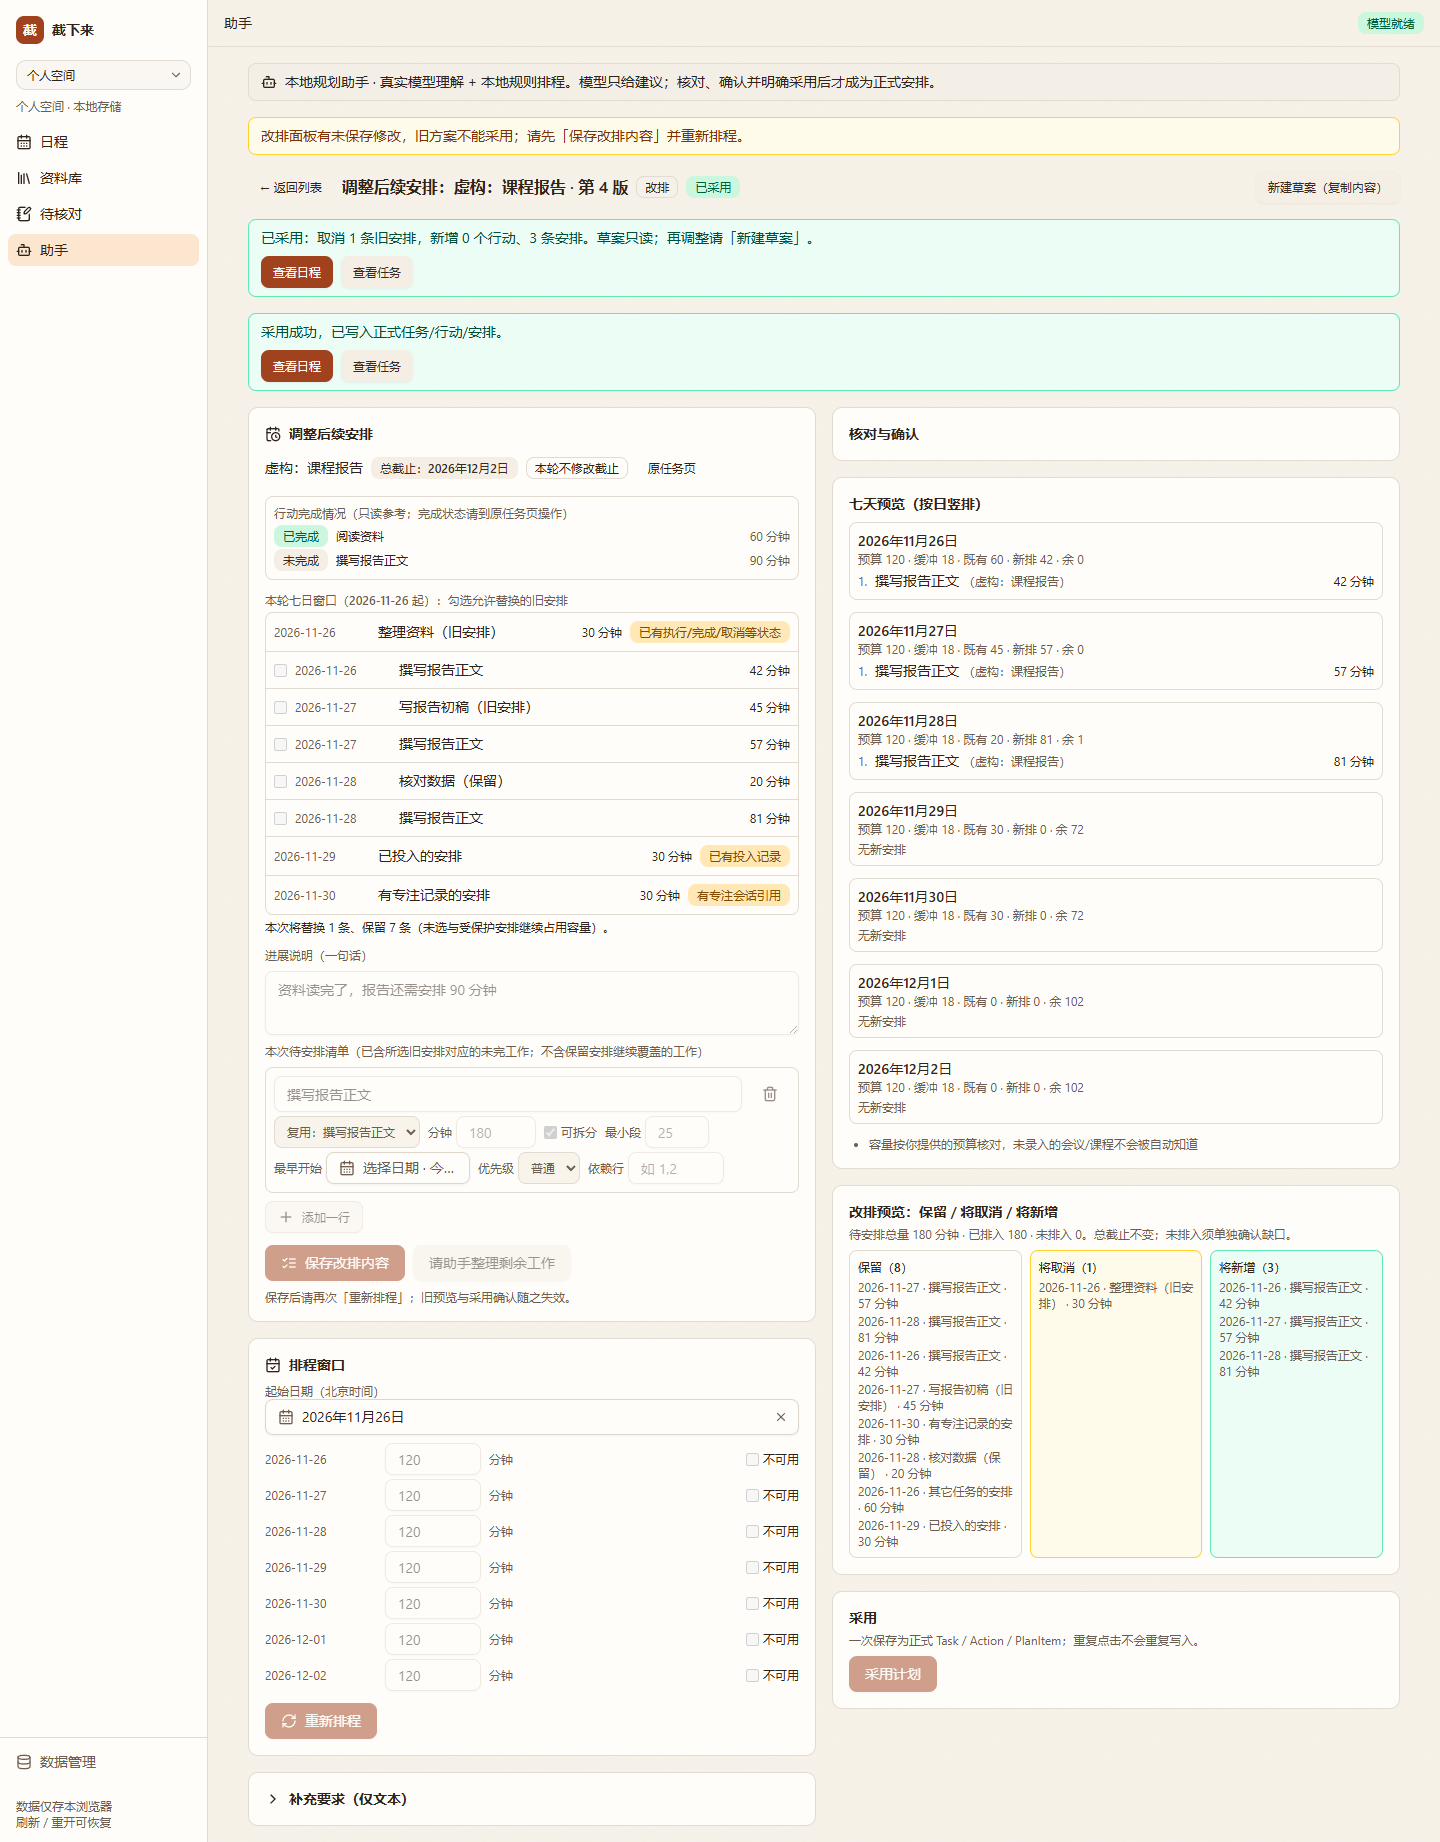 截 截下来
个人空间
个人空间 · 本地存储
日程
资料库
待核对
助手
数据管理
数据仅存本浏览器
刷新 / 重开可恢复
助手
模型就绪
本地规划助手 · 真实模型理解 + 本地规则排程。模型只给建议；核对、确认并明确采用后才成为正式安排。
改排面板有未保存修改，旧方案不能采用；请先「保存改排内容」并重新排程。
← 返回列表 调整后续安排：虚构：课程报告 · 第 4 版 改排 已采用 新建草案（复制内容）
已采用：取消 1 条旧安排，新增 0 个行动、3 条安排。草案只读；再调整请「新建草案」。
查看日程 查看任务
采用成功，已写入正式任务/行动/安排。
查看日程 查看任务
调整后续安排
虚构：课程报告 总截止：2026年12月2日 本轮不修改截止 原任务页
行动完成情况（只读参考；完成状态请到原任务页操作）
已完成 阅读资料 60 分钟
未完成 撰写报告正文 90 分钟
本轮七日窗口（2026-11-26 起）：勾选允许替换的旧安排
2026-11-26 整理资料（旧安排） 30 分钟 已有执行/完成/取消等状态
2026-11-26 撰写报告正文 42 分钟
2026-11-27 写报告初稿（旧安排） 45 分钟
2026-11-27 撰写报告正文 57 分钟
2026-11-28 核对数据（保留） 20 分钟
2026-11-28 撰写报告正文 81 分钟
2026-11-29 已投入的安排 30 分钟 已有投入记录
2026-11-30 有专注记录的安排 30 分钟 有专注会话引用
本次将替换 1 条、保留 7 条（未选与受保护安排继续占用容量）。
进展说明（一句话）
资料读完了，报告还需安排 90 分钟
本次待安排清单（已含所选旧安排对应的未完工作；不含保留安排继续覆盖的工作）
撰写报告正文
复用：撰写报告正文 分钟 180 可拆分 最小段 25
最早开始 选择日期 · 今... 优先级 普通 依赖行 如 1,2
添加一行
保存改排内容 请助手整理剩余工作
保存后请再次「重新排程」；旧预览与采用确认随之失效。
排程窗口
起始日期（北京时间）
2026年11月26日
2026-11-26 120 分钟 不可用
2026-11-27 120 分钟 不可用
2026-11-28 120 分钟 不可用
2026-11-29 120 分钟 不可用
2026-11-30 120 分钟 不可用
2026-12-01 120 分钟 不可用
2026-12-02 120 分钟 不可用
重新排程
补充要求（仅文本）
核对与确认
七天预览（按日竖排）
2026年11月26日
预算 120 · 缓冲 18 · 既有 60 · 新排 42 · 余 0
1. 撰写报告正文 （虚构：课程报告） 42 分钟
2026年11月27日
预算 120 · 缓冲 18 · 既有 45 · 新排 57 · 余 0
1. 撰写报告正文 （虚构：课程报告） 57 分钟
2026年11月28日
预算 120 · 缓冲 18 · 既有 20 · 新排 81 · 余 1
1. 撰写报告正文 （虚构：课程报告） 81 分钟
2026年11月29日
预算 120 · 缓冲 18 · 既有 30 · 新排 0 · 余 72
无新安排
2026年11月30日
预算 120 · 缓冲 18 · 既有 30 · 新排 0 · 余 72
无新安排
2026年12月1日
预算 120 · 缓冲 18 · 既有 0 · 新排 0 · 余 102
无新安排
2026年12月2日
预算 120 · 缓冲 18 · 既有 0 · 新排 0 · 余 102
无新安排
• 容量按你提供的预算核对，未录入的会议/课程不会被自动知道
改排预览：保留 / 将取消 / 将新增
待安排总量 180 分钟 · 已排入 180 · 未排入 0。总截止不变；未排入须单独确认缺口。
保留（8）
2026-11-27 · 撰写报告正文 ·
57 分钟
2026-11-28 · 撰写报告正文 ·
81 分钟
2026-11-26 · 撰写报告正文 ·
42 分钟
2026-11-27 · 写报告初稿（旧
安排） · 45 分钟
2026-11-30 · 有专注记录的安
排 · 30 分钟
2026-11-28 · 核对数据（保
留） · 20 分钟
2026-11-26 · 其它任务的安排
· 60 分钟
2026-11-29 · 已投入的安排 ·
30 分钟
将取消（1）
2026-11-26 · 整理资料（旧安
排） · 30 分钟
将新增（3）
2026-11-26 · 撰写报告正文 ·
42 分钟
2026-11-27 · 撰写报告正文 ·
57 分钟
2026-11-28 · 撰写报告正文 ·
81 分钟
采用
一次保存为正式 Task / Action / PlanItem；重复点击不会重复写入。
采用计划